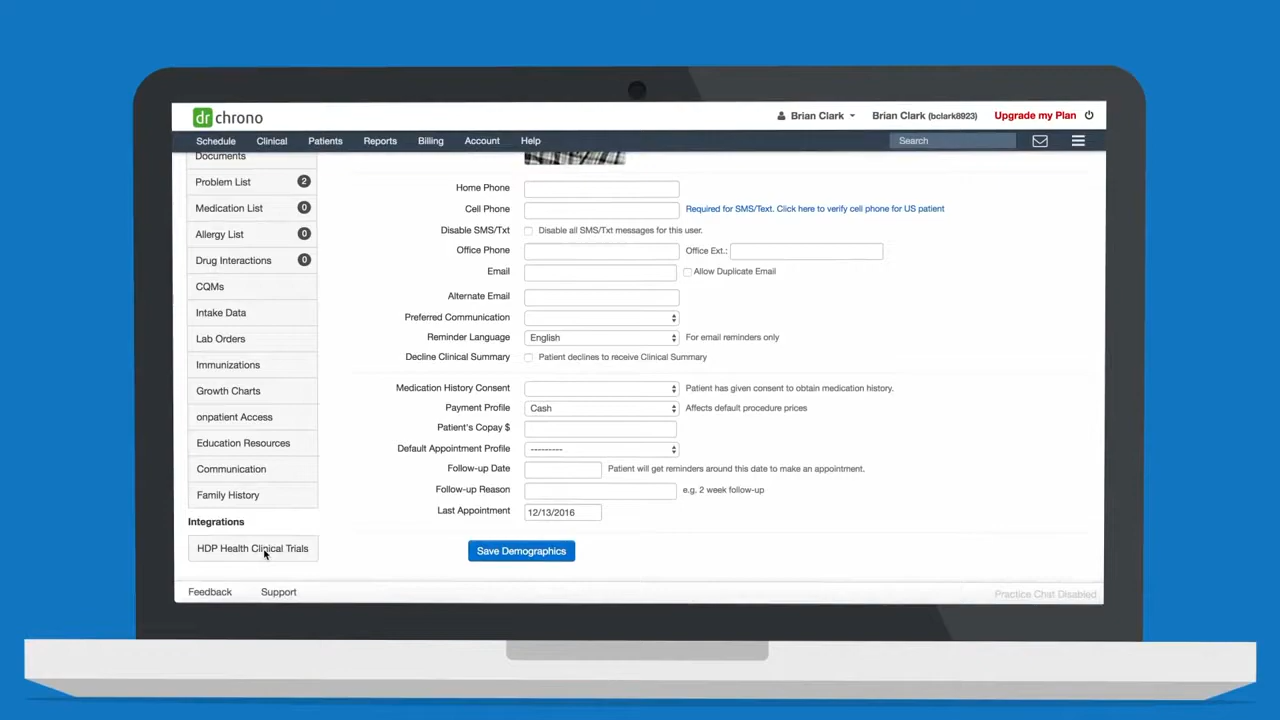 drchrono
Brian Clark
Brian Clark (bclark8923)
Upgrade my Plan
Schedule
Clinical
Patients
Reports
Billing
Account
Help
Search
Documents
Problem List 2
Medication List 0
Allergy List 0
Drug Interactions 0
CQMs
Intake Data
Lab Orders
Immunizations
Growth Charts
onpatient Access
Education Resources
Communication
Family History
Integrations
HDP Health Clinical Trials
Home Phone
Cell Phone Required for SMS/Text. Click here to verify cell phone for US patient
Disable SMS/Txt Disable all SMS/Txt messages for this user.
Office Phone Office Ext.:
Email Allow Duplicate Email
Alternate Email
Preferred Communication
Reminder Language English For email reminders only
Decline Clinical Summary Patient declines to receive Clinical Summary
Medication History Consent Patient has given consent to obtain medication history.
Payment Profile Cash Affects default procedure prices
Patient's Copay $
Default Appointment Profile ---------
Follow-up Date Patient will get reminders around this date to make an appointment.
Follow-up Reason e.g. 2 week follow-up
Last Appointment 12/13/2016
Save Demographics
Feedback
Support
Practice Chat Disabled